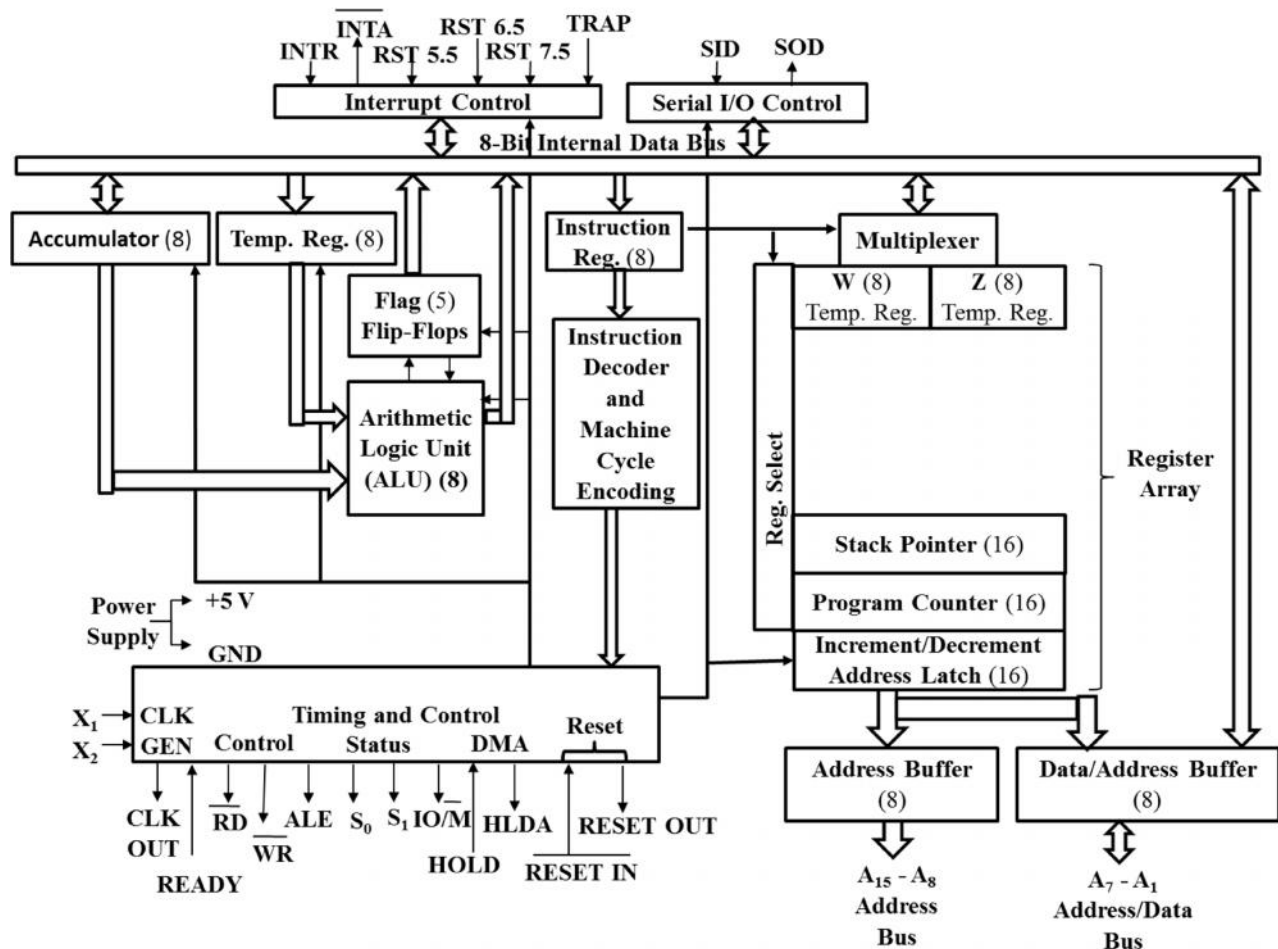 INTR
INTA
RST 5.5
RST 6.5
RST 7.5
TRAP
SID
SOD
Interrupt Control
Serial I/O Control
8-Bit Internal Data Bus
Accumulator (8)
Temp. Reg. (8)
Instruction
Reg. (8)
Multiplexer
W (8)
Temp. Reg.
Z (8)
Temp. Reg.
Flag (5)
Flip-Flops
Instruction
Decoder
and
Machine
Cycle
Encoding
Arithmetic
Logic Unit
(ALU) (8)
Reg. Select
Register
Array
Stack Pointer (16)
Program Counter (16)
Increment/Decrement
Address Latch (16)
Power
Supply
+5 V
GND
X₁
X₂
CLK
GEN
Timing and Control
Control
Status
DMA
Reset
CLK
OUT
READY
RD
WR
ALE
S₀
S₁
IO/M
HOLD
HLDA
RESET IN
RESET OUT
Address Buffer
(8)
Data/Address Buffer
(8)
A₁₅ - A₈
Address
Bus
A₇ - A₁
Address/Data
Bus